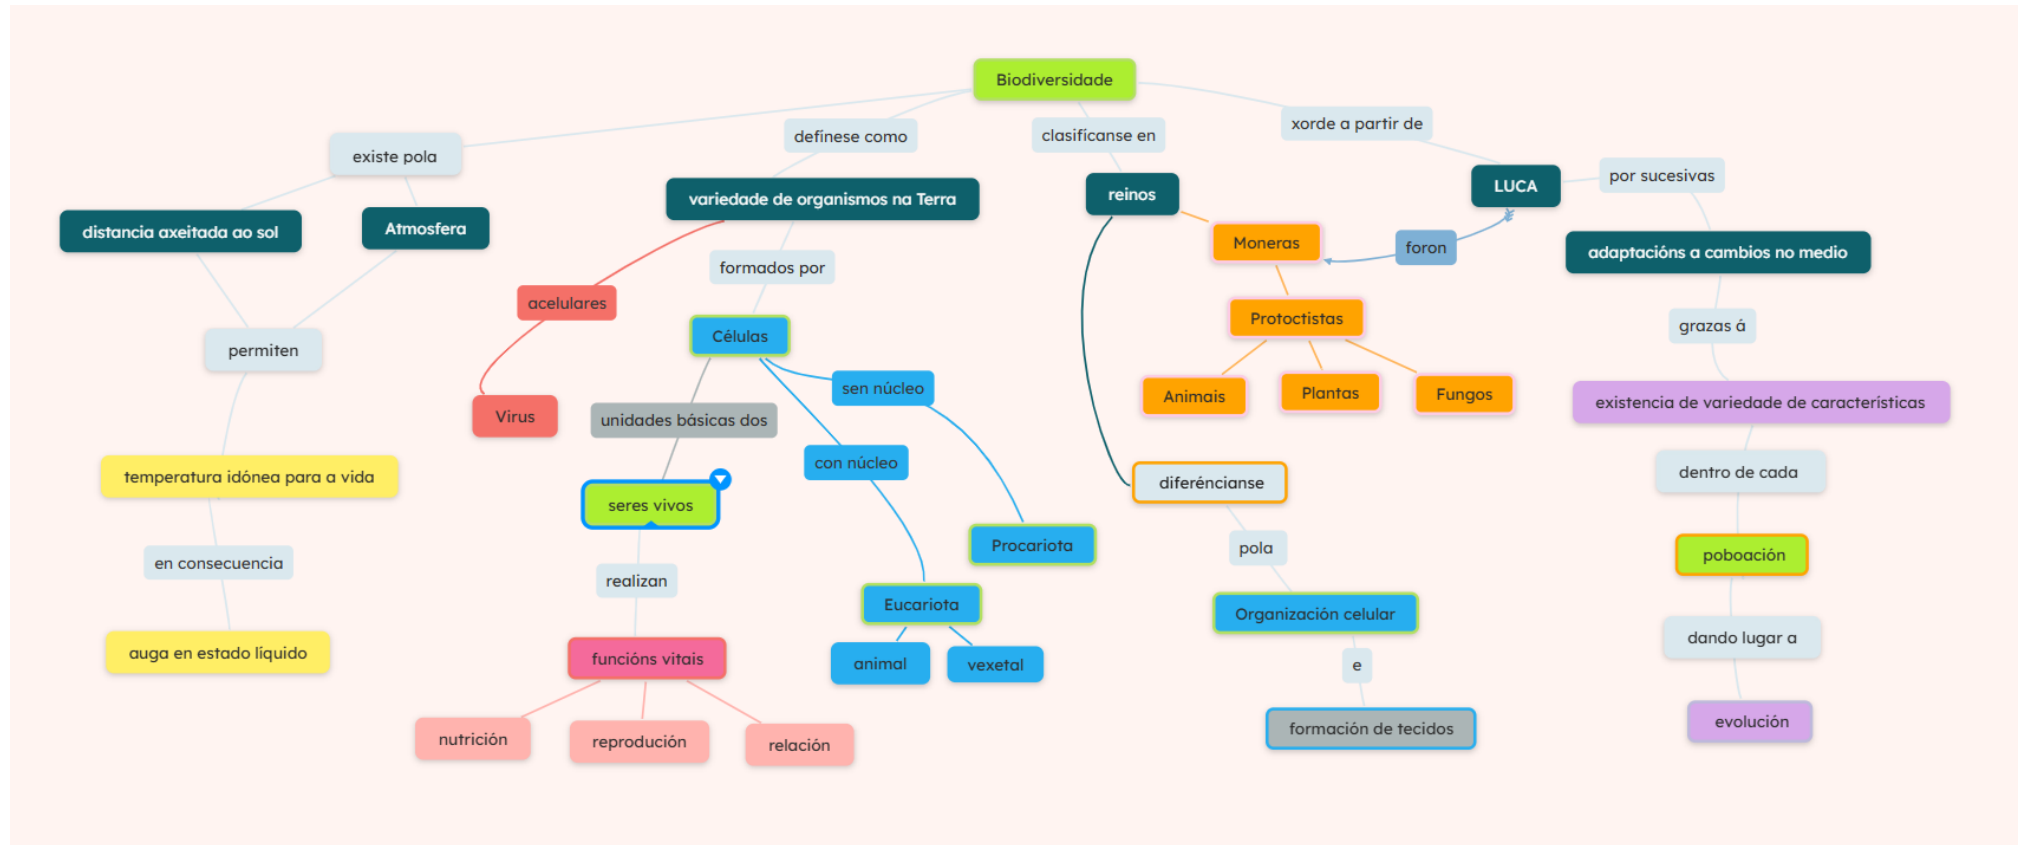 Biodiversidade
existe pola
distancia axeitada ao sol
Atmosfera
permiten
temperatura idónea para a vida
en consecuencia
auga en estado líquido
defínese como
variedade de organismos na Terra
acelulares
Virus
formados por
Células
unidades básicas dos
seres vivos
realizan
funcións vitais
nutrición
reprodución
relación
sen núcleo
Procariota
con núcleo
Eucariota
animal
vexetal
clasifícanse en
reinos
Moneras
Protoctistas
Animais
Plantas
Fungos
diferéncianse
pola
Organización celular
e
formación de tecidos
xorde a partir de
LUCA
foron
por sucesivas
adaptacións a cambios no medio
grazas á
existencia de variedade de características
dentro de cada
poboación
dando lugar a
evolución